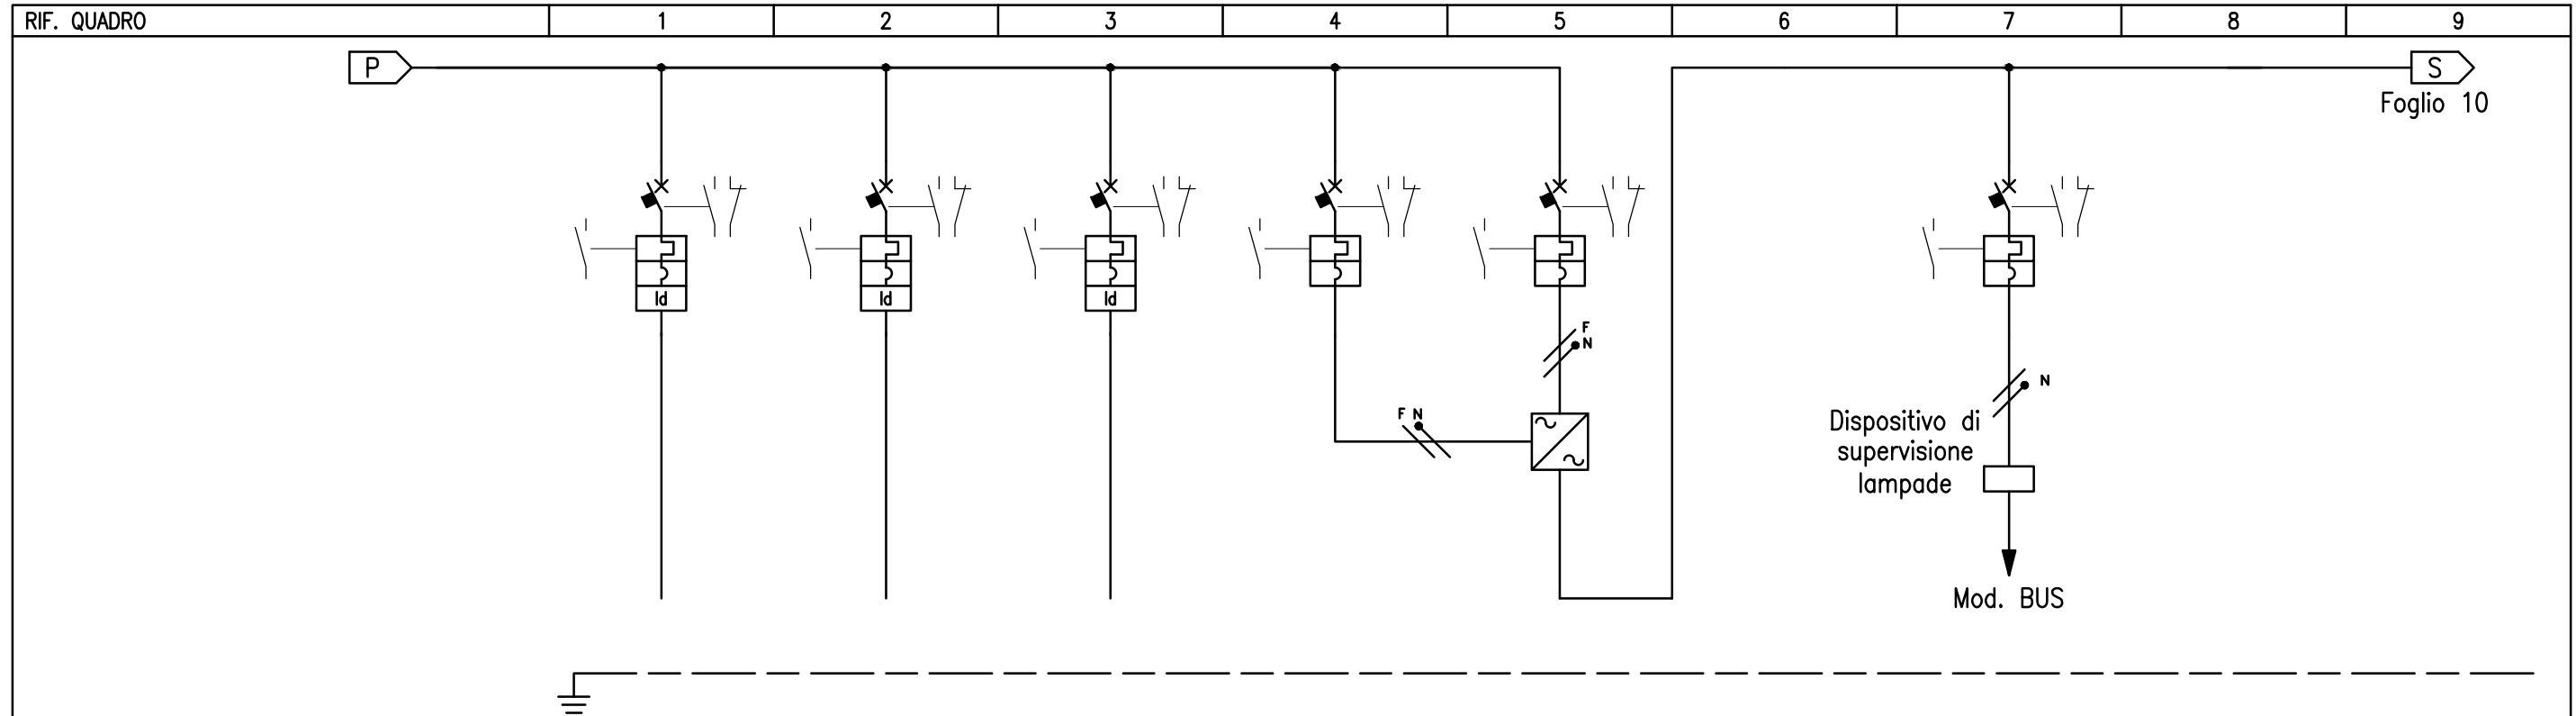 RIF. QUADRO 1 2 3 4 5 6 7 8 9
P
S
Foglio 10
Id Id Id
F
N
N
F N
Dispositivo di
supervisione
lampade
Mod. BUS